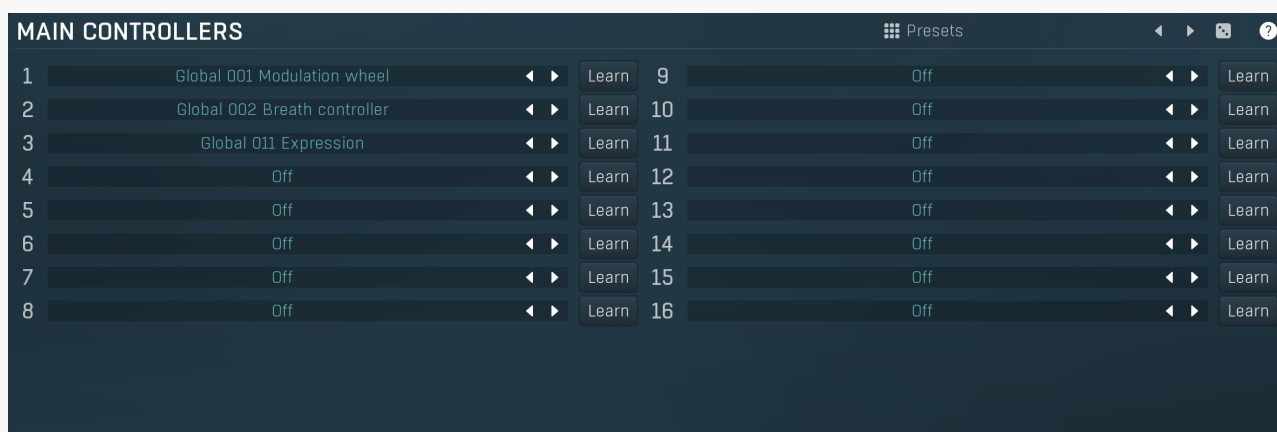 MAIN CONTROLLERS Presets ?
1 Global 001 Modulation wheel Learn 9 Off Learn
2 Global 002 Breath controller Learn 10 Off Learn
3 Global 011 Expression Learn 11 Off Learn
4 Off Learn 12 Off Learn
5 Off Learn 13 Off Learn
6 Off Learn 14 Off Learn
7 Off Learn 15 Off Learn
8 Off Learn 16 Off Learn